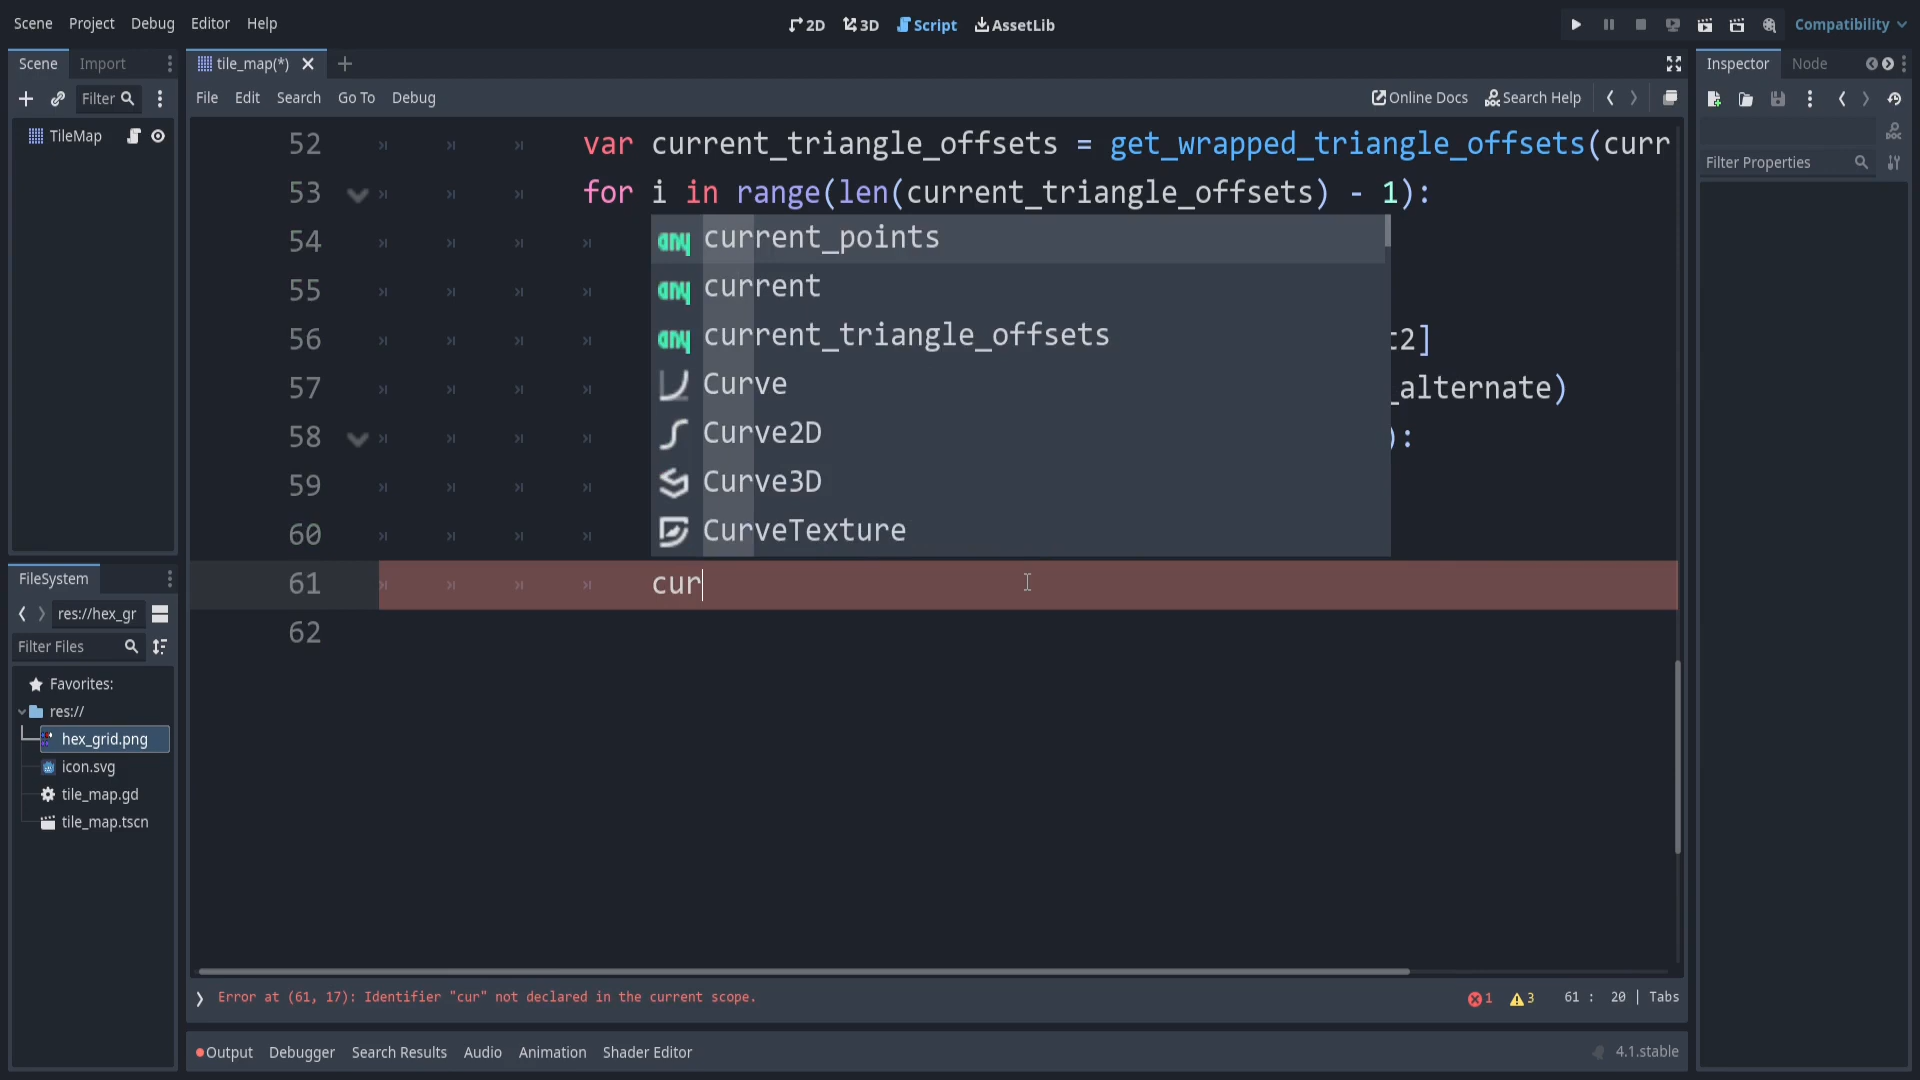 Scene Project Debug Editor Help
2D 3D Script AssetLib
Compatibility
Scene Import
tile_map(*)
Inspector Node
Filter
File Edit Search Go To Debug
Online Docs Search Help
TileMap
Filter Properties
52 var current_triangle_offsets = get_wrapped_triangle_offsets(curr
53 for i in range(len(current_triangle_offsets) - 1):
54 current_points
55 current
56 current_triangle_offsets t2]
57 Curve _alternate)
58 Curve2D ):
59 Curve3D
60 CurveTexture
61 cur
62
FileSystem
res://hex_gr
Filter Files
Favorites:
res://
hex_grid.png
icon.svg
tile_map.gd
tile_map.tscn
Error at (61, 17): Identifier "cur" not declared in the current scope.
1 3 61 : 20 | Tabs
Output Debugger Search Results Audio Animation Shader Editor
4.1.stable